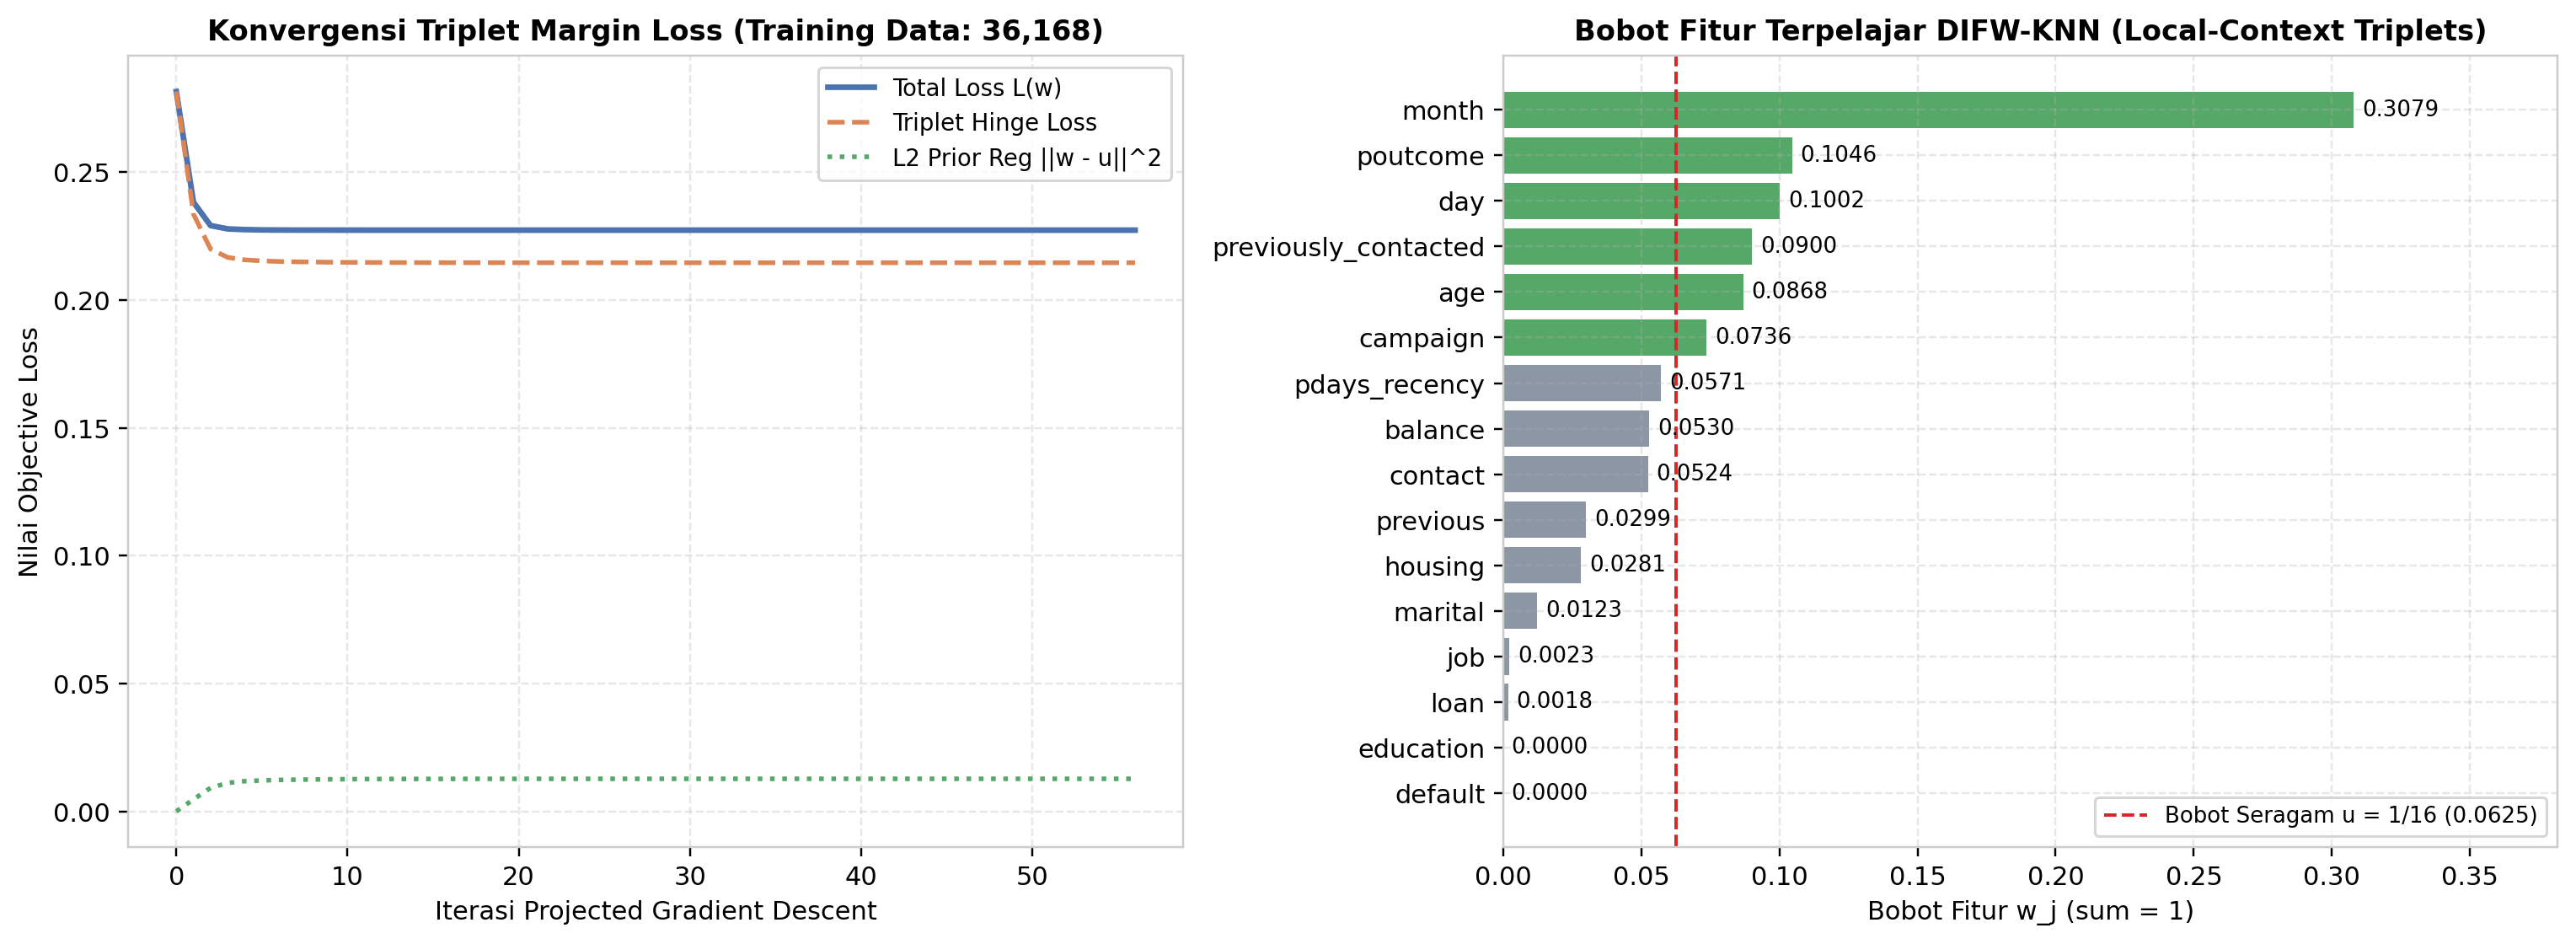 Konvergensi Triplet Margin Loss (Training Data: 36,168)
Total Loss L(w)
Triplet Hinge Loss
L2 Prior Reg ||w - u||^2
Nilai Objective Loss
0.25
0.20
0.15
0.10
0.05
0.00
0 10 20 30 40 50
Iterasi Projected Gradient Descent
Bobot Fitur Terpelajar DIFW-KNN (Local-Context Triplets)
month 0.3079
poutcome 0.1046
day 0.1002
previously_contacted 0.0900
age 0.0868
campaign 0.0736
pdays_recency 0.0571
balance 0.0530
contact 0.0524
previous 0.0299
housing 0.0281
marital 0.0123
job 0.0023
loan 0.0018
education 0.0000
default 0.0000
Bobot Seragam u = 1/16 (0.0625)
0.00 0.05 0.10 0.15 0.20 0.25 0.30 0.35
Bobot Fitur w_j (sum = 1)